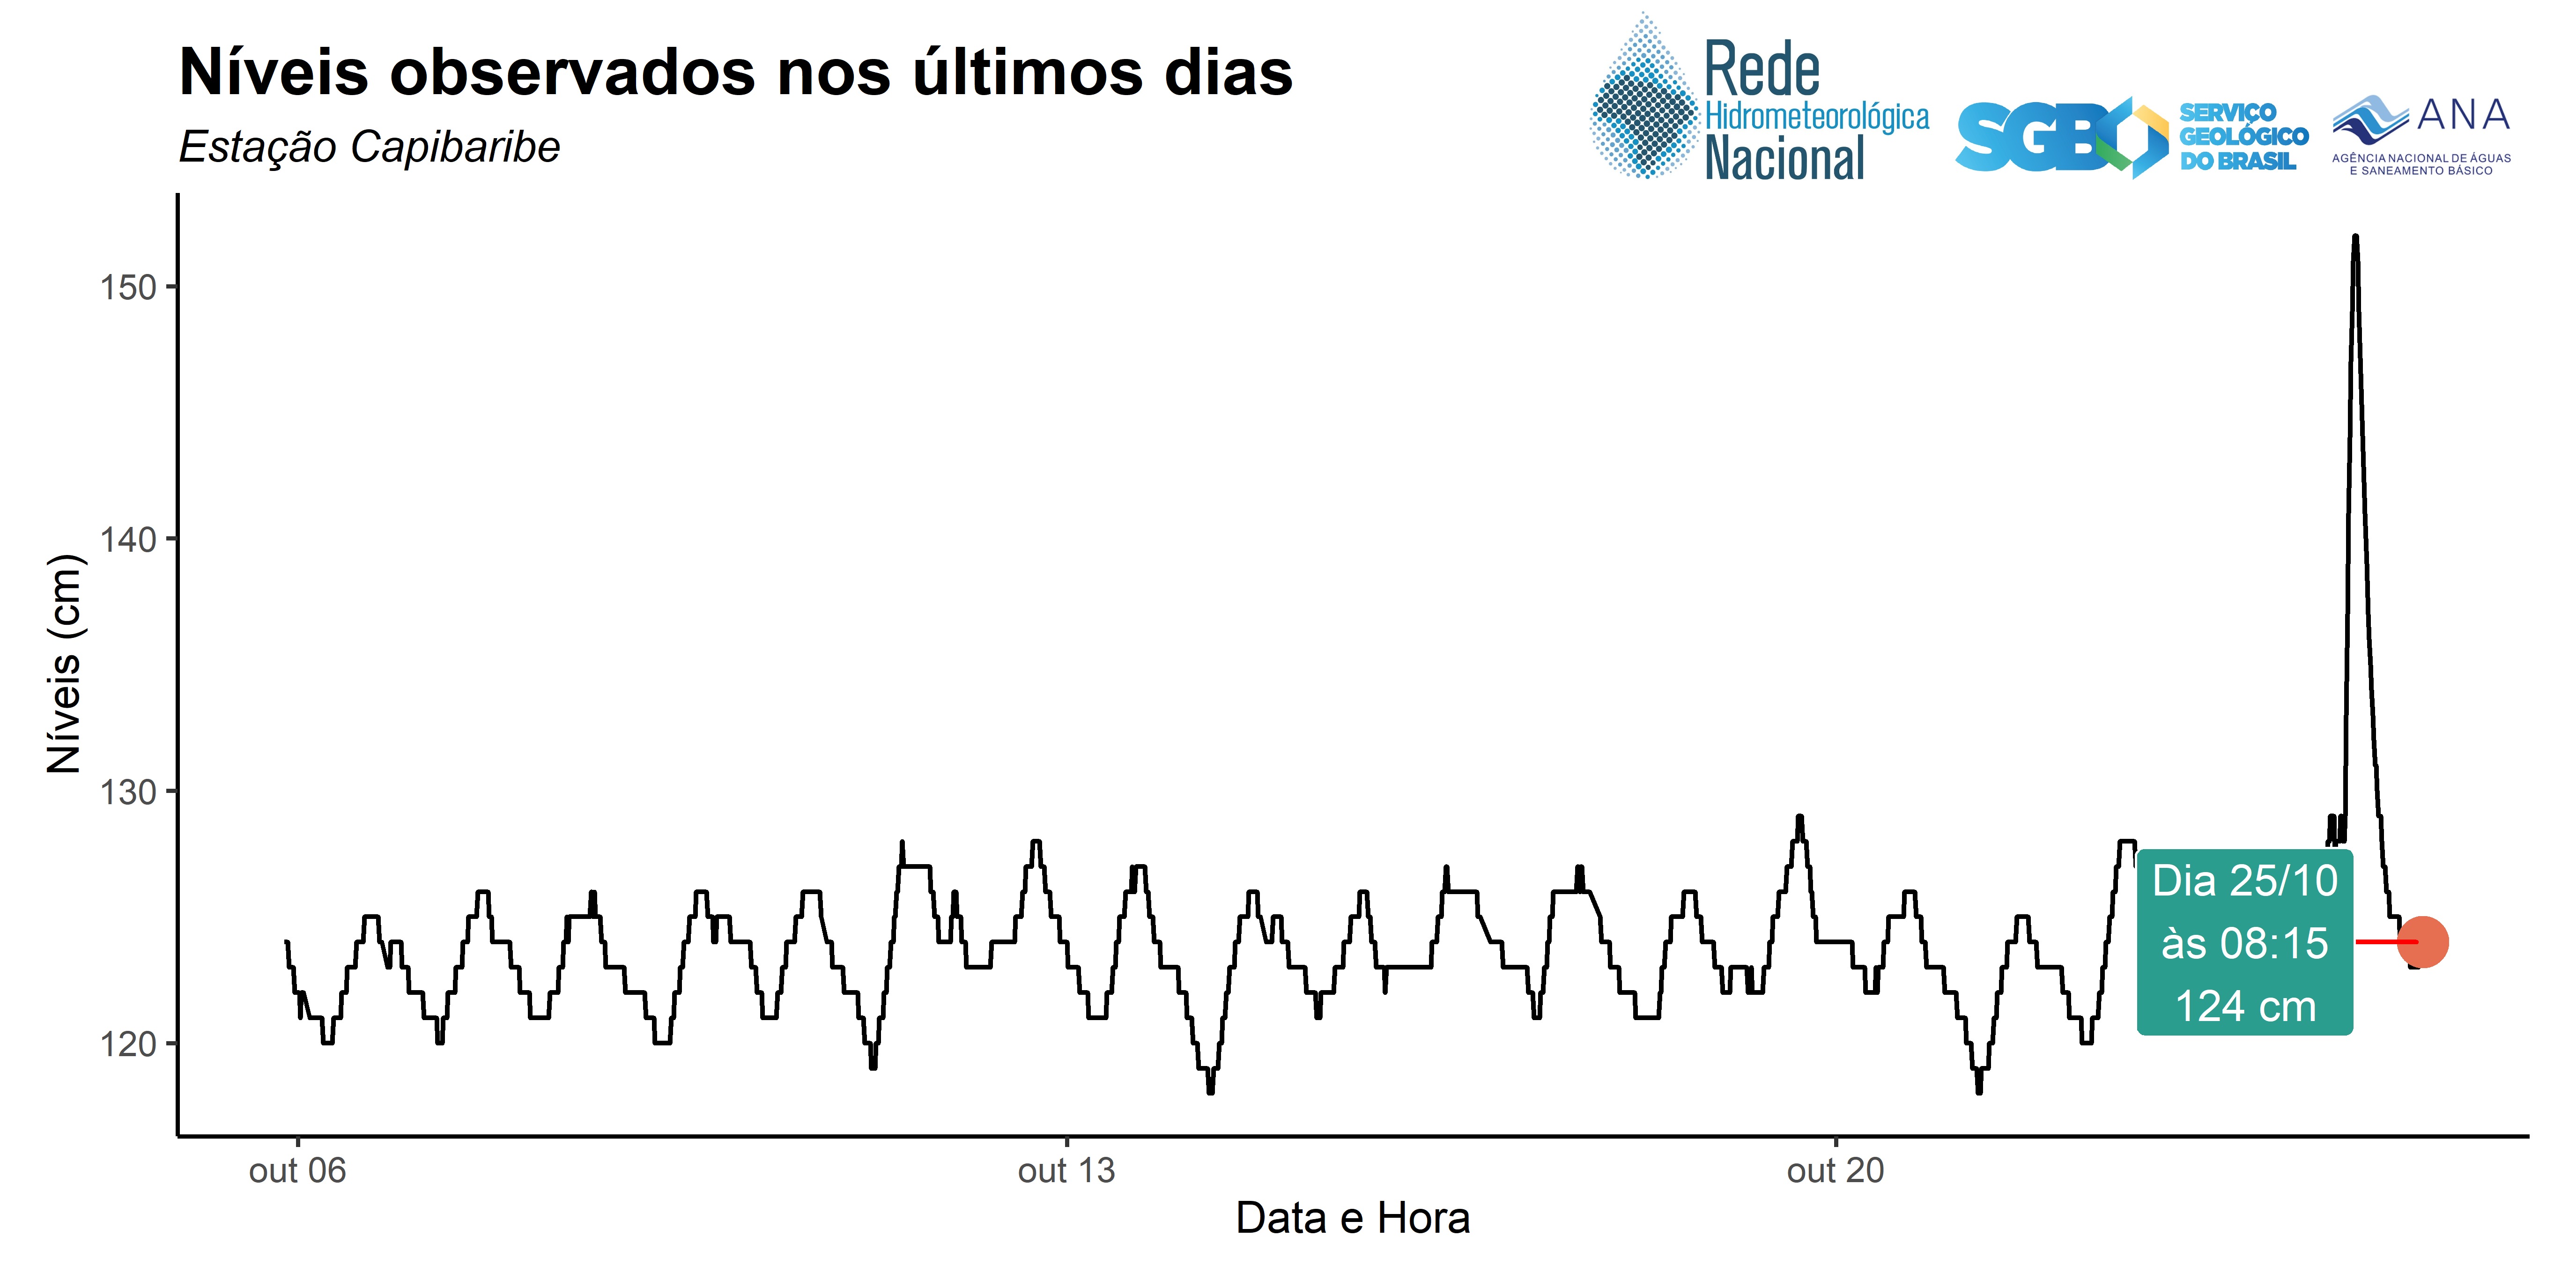 Níveis observados nos últimos dias
Estação Capibaribe
Rede
Hidrometeorológica
Nacional
SGB
SERVIÇO
GEOLÓGICO
DO BRASIL
ANA
AGÊNCIA NACIONAL DE ÁGUAS
E SANEAMENTO BÁSICO
Níveis (cm)
150
140
130
120
Dia 25/10
às 08:15
124 cm
out 06
out 13
out 20
Data e Hora